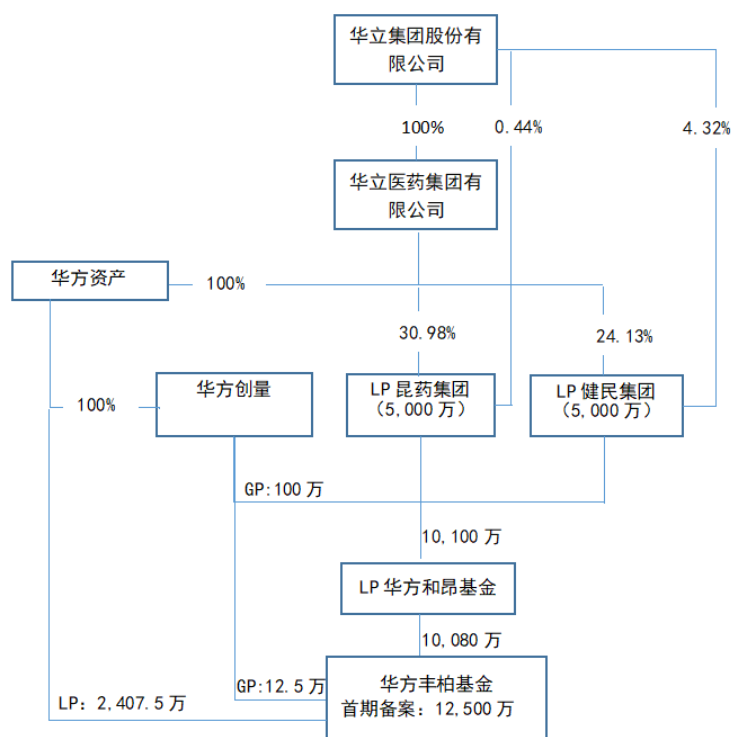 华立集团股份有
限公司
100%
0.44%
4.32%
华立医药集团有
限公司
华方资产
100%
30.98%
24.13%
100%
华方创量
LP 昆药集团
（5,000 万）
LP 健民集团
（5,000 万）
GP:100 万
10,100 万
LP 华方和昂基金
10,080 万
LP: 2,407.5 万
GP:12.5 万
华方丰柏基金
首期备案: 12,500 万